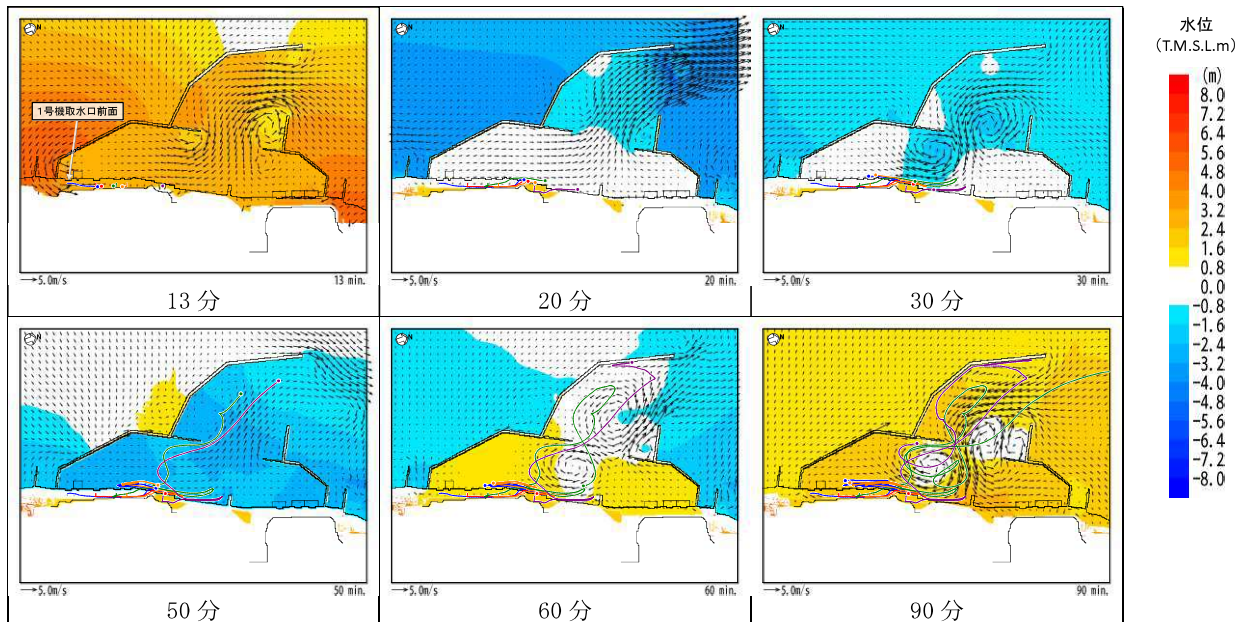 N
1号機取水口前面
5.0m/s
13 min.
13分
N
5.0m/s
20 min.
20分
N
5.0m/s
30 min.
30分
N
5.0m/s
50 min.
50分
N
5.0m/s
60 min.
60分
N
5.0m/s
90 min.
90分
水位
(T.M.S.L.m)
(m)
8.0
7.2
6.4
5.6
4.8
4.0
3.2
2.4
1.6
0.8
0.0
-0.8
-1.6
-2.4
-3.2
-4.0
-4.8
-5.6
-6.4
-7.2
-8.0